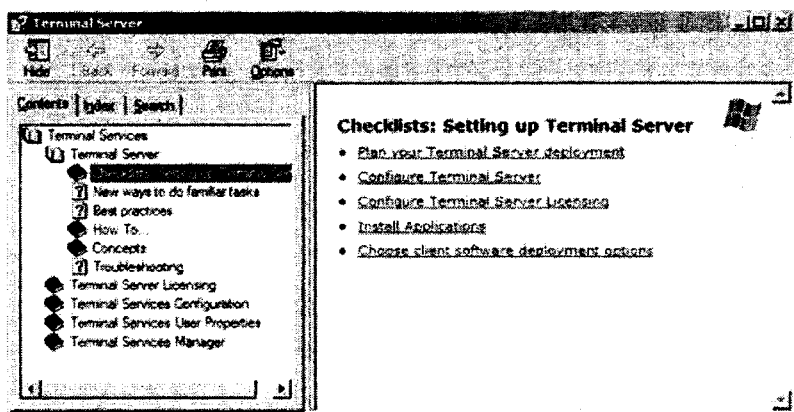 Terminal Server
Hide Back Forward Print Options
Contents Index Search
Terminal Services
Terminal Server
New ways to do familiar tasks
Best practices
How To...
Concepts
Troubleshooting
Terminal Server Licensing
Terminal Services Configuration
Terminal Services User Properties
Terminal Services Manager
Checklists: Setting up Terminal Server
Plan your Terminal Server deployment
Configure Terminal Server
Configure Terminal Server Licensing
Install Applications
Choose client software deployment options